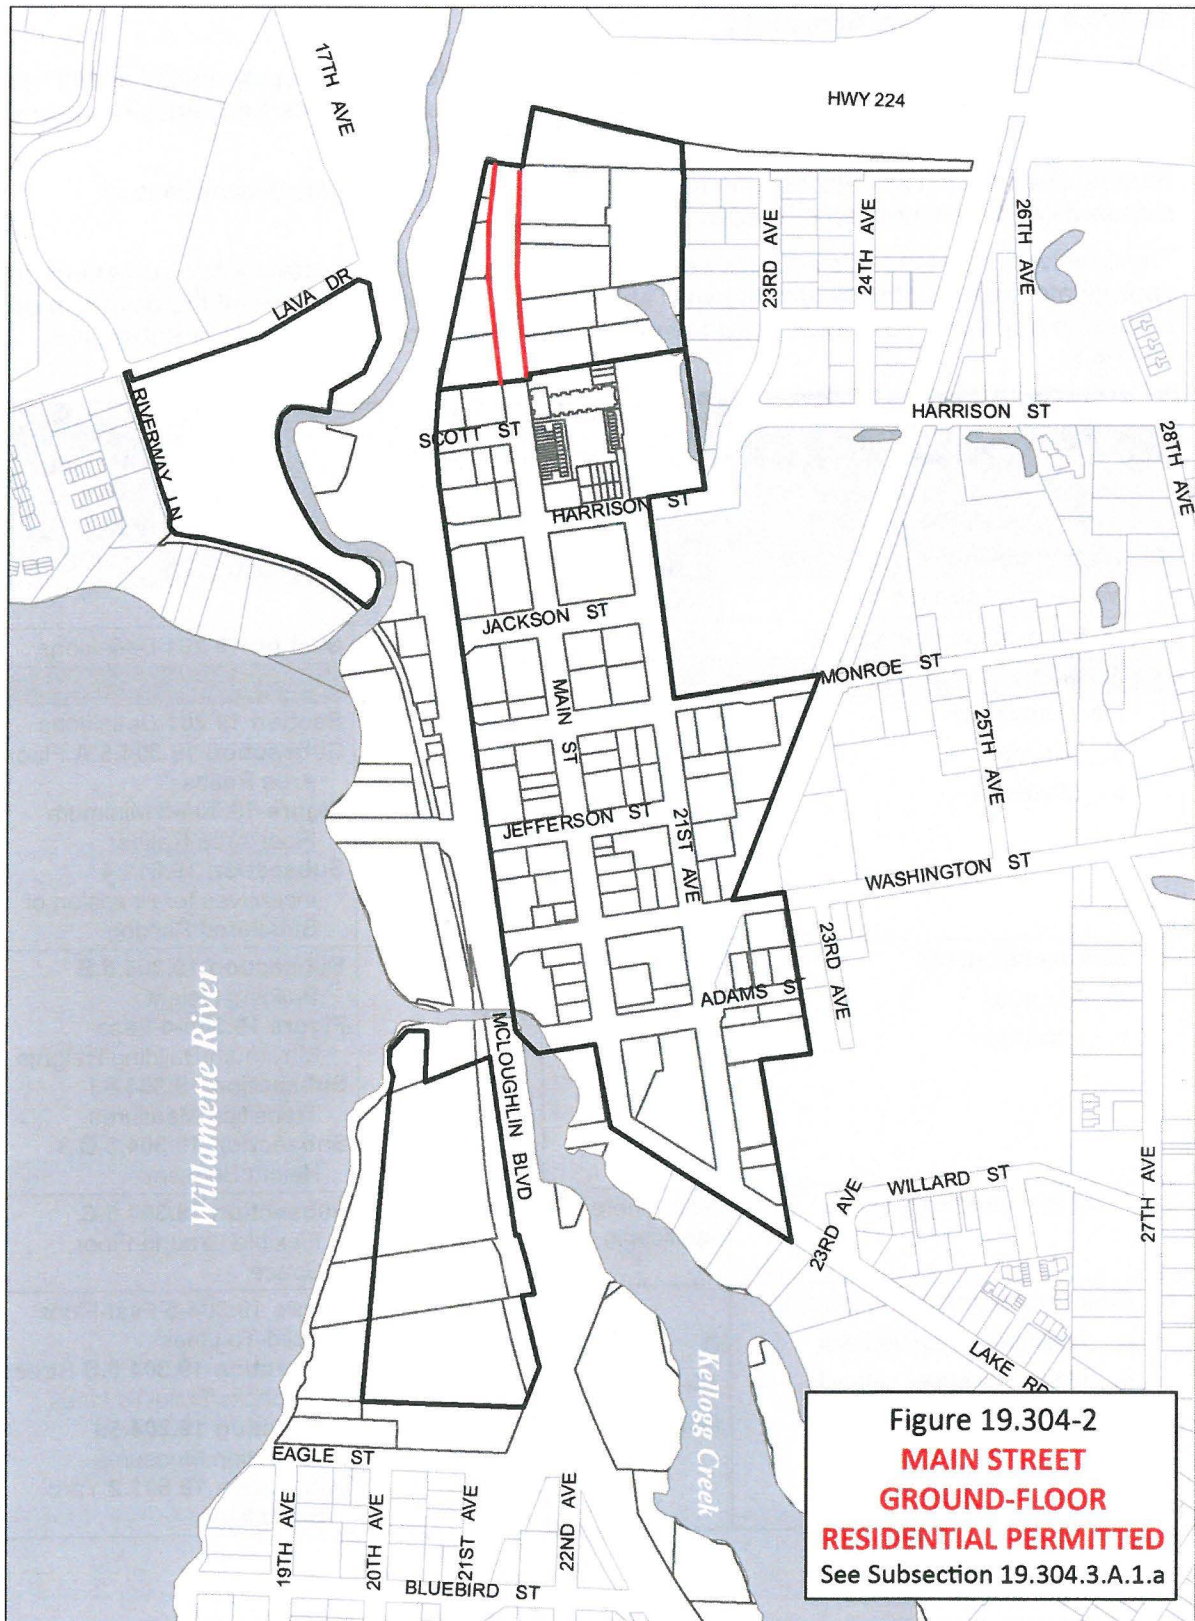 17TH AVE
HWY 224
23RD AVE
24TH AVE
26TH AVE
LAVA DR
RIVERWAY LN
SCOTT ST
HARRISON ST
28TH AVE
HARRISON ST
JACKSON ST
MAIN ST
MONROE ST
25TH AVE
JEFFERSON ST
21ST AVE
WASHINGTON ST
23RD AVE
ADAMS ST
Willamette River
MCLOUGHLIN BLVD
23RD AVE
WILLARD ST
27TH AVE
LAKE RD
Kellogg Creek
EAGLE ST
19TH AVE
20TH AVE
21ST AVE
22ND AVE
BLUEBIRD ST
Figure 19.304-2
MAIN STREET
GROUND-FLOOR
RESIDENTIAL PERMITTED
See Subsection 19.304.3.A.1.a